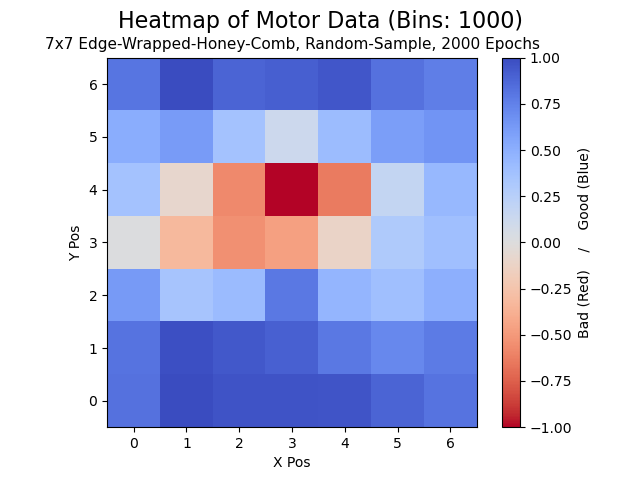 Heatmap of Motor Data (Bins: 1000)
7x7 Edge-Wrapped-Honey-Comb, Random-Sample, 2000 Epochs
Y Pos
6
5
4
3
2
1
0
0 1 2 3 4 5 6
X Pos
1.00
0.75
0.50
0.25
0.00
−0.25
−0.50
−0.75
−1.00
Bad (Red) / Good (Blue)